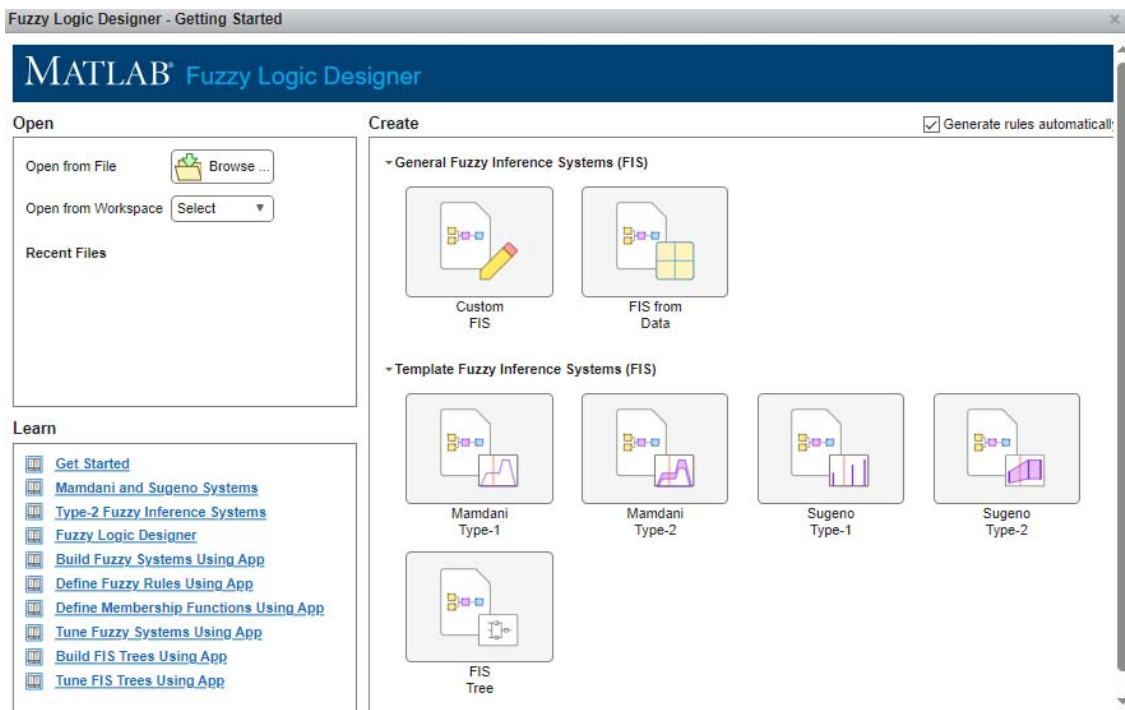 Fuzzy Logic Designer - Getting Started
MATLAB® Fuzzy Logic Designer
Open
Open from File
Browse ...
Open from Workspace
Select
Recent Files
Learn
Get Started
Mamdani and Sugeno Systems
Type-2 Fuzzy Inference Systems
Fuzzy Logic Designer
Build Fuzzy Systems Using App
Define Fuzzy Rules Using App
Define Membership Functions Using App
Tune Fuzzy Systems Using App
Build FIS Trees Using App
Tune FIS Trees Using App
Create
Generate rules automatically
General Fuzzy Inference Systems (FIS)
Custom
FIS
FIS from
Data
Template Fuzzy Inference Systems (FIS)
Mamdani
Type-1
Mamdani
Type-2
Sugeno
Type-1
Sugeno
Type-2
FIS
Tree